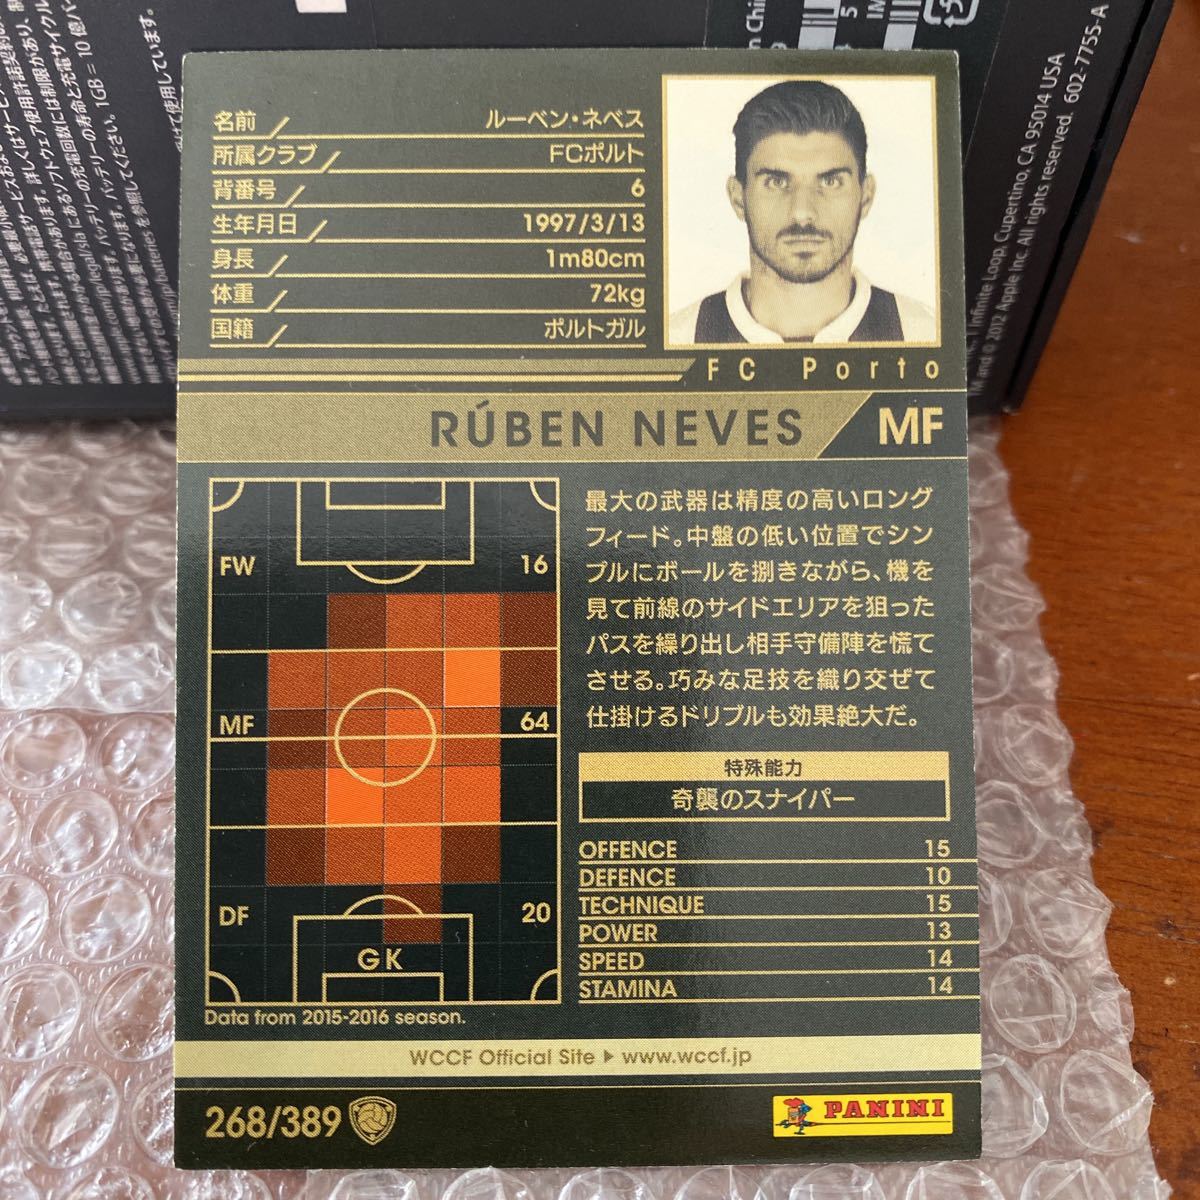 名前 ルーベン・ネベス
所属クラブ FCポルト
背番号 6
生年月日 1997/3/13
身長 1m80cm
体重 72kg
国籍 ポルトガル
FC Porto
RÚBEN NEVES MF
FW 16
MF 64
DF 20
GK
Data from 2015-2016 season.
最大の武器は精度の高いロング
フィード。中盤の低い位置でシン
プルにボールを捌きながら、機を
見て前線のサイドエリアを狙った
パスを繰り出し相手守備陣を慌て
させる。巧みな足技を織り交ぜて
仕掛けるドリブルも効果絶大だ。
特殊能力
奇襲のスナイパー
OFFENCE 15
DEFENCE 10
TECHNIQUE 15
POWER 13
SPEED 14
STAMINA 14
WCCF Official Site ▶ www.wccf.jp
268/389
PANINI
Infinite Loop Cupertino, CA 95014 USA
and © 2012 Apple Inc. All rights reserved. 602-7755-A